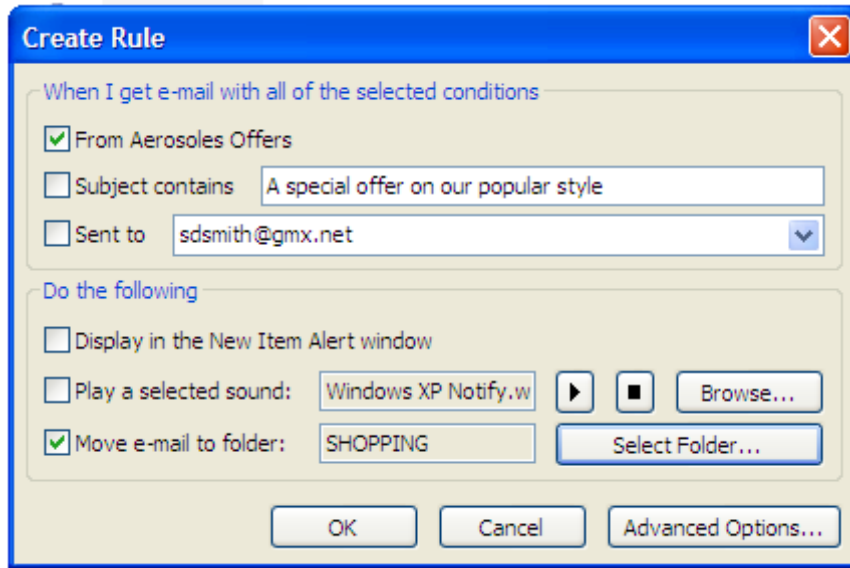 Create Rule
When I get e-mail with all of the selected conditions
From Aerosoles Offers
Subject contains A special offer on our popular style
Sent to sdsmith@gmx.net
Do the following
Display in the New Item Alert window
Play a selected sound: Windows XP Notify.w Browse...
Move e-mail to folder: SHOPPING Select Folder...
OK Cancel Advanced Options...